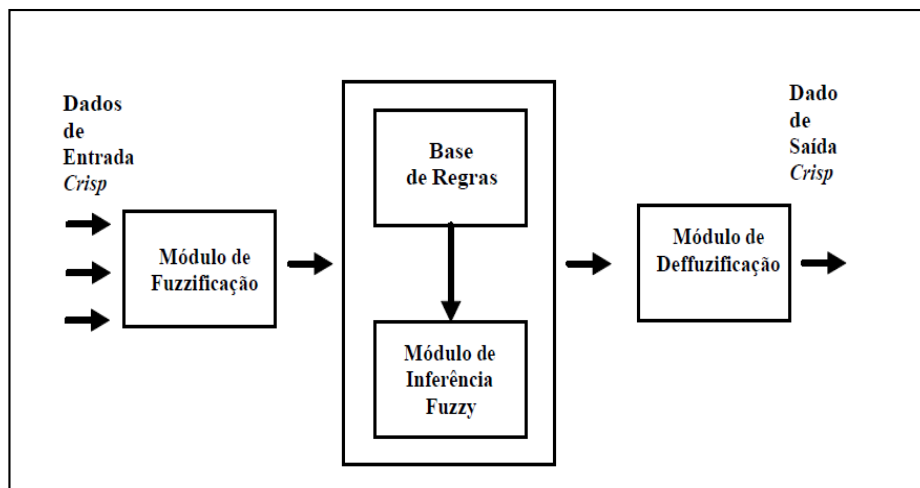 Dados
de
Entrada
Crisp
Módulo de
Fuzzificação
Base
de Regras
Módulo de
Inferência
Fuzzy
Módulo de
Deffuzificação
Dado
de
Saída
Crisp